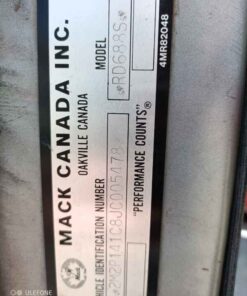 MACK CANADA INC.
OAKVILLE CANADA
MODEL
RD688S
VEHICLE IDENTIFICATION NUMBER
"PERFORMANCE COUNTS"®
4MR82048
ULEFONE